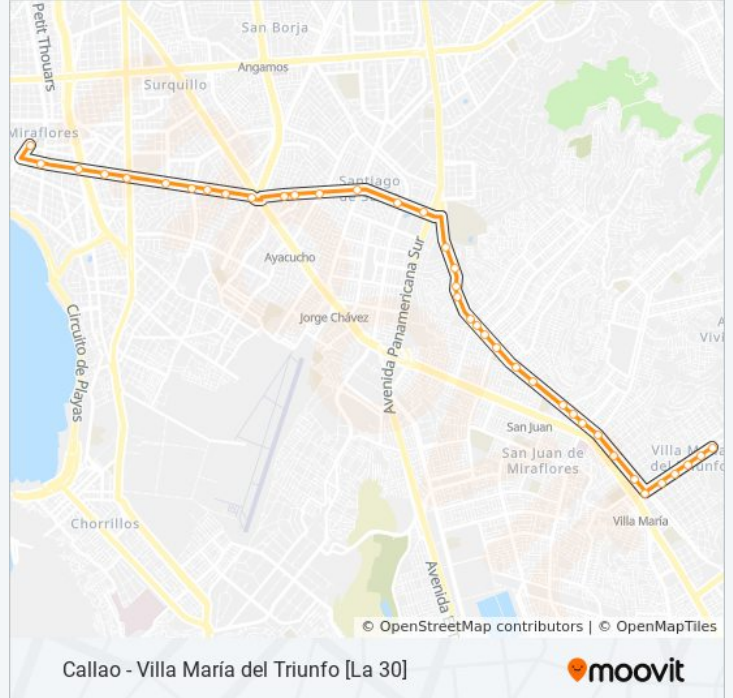 Petit Thouars
San Borja
Angamos
Surquillo
Miraflores
Santiago
Ayacucho
Avenida Panamericana Sur
Jorge Chávez
Circuito de Playas
Vivi
San Juan
San Juan de
Miraflores
Villa
Chorrillos
Villa María
Avenida
© OpenStreetMap contributors | © OpenMapTiles
Callao - Villa María del Triunfo [La 30]
moovit